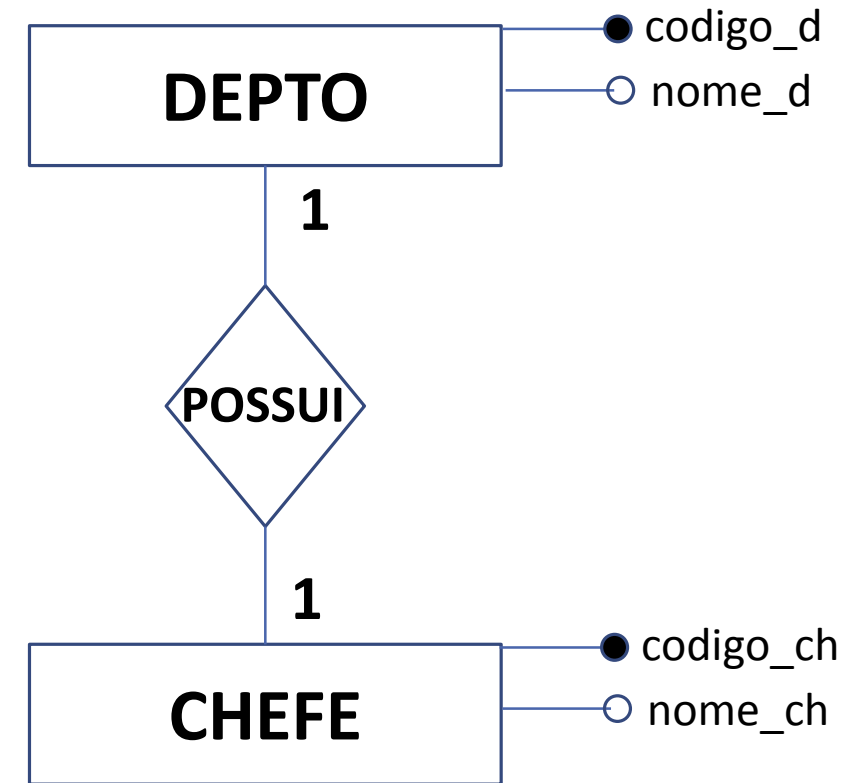 codigo_d
DEPTO
nome_d
1
POSSUI
1
codigo_ch
CHEFE
nome_ch